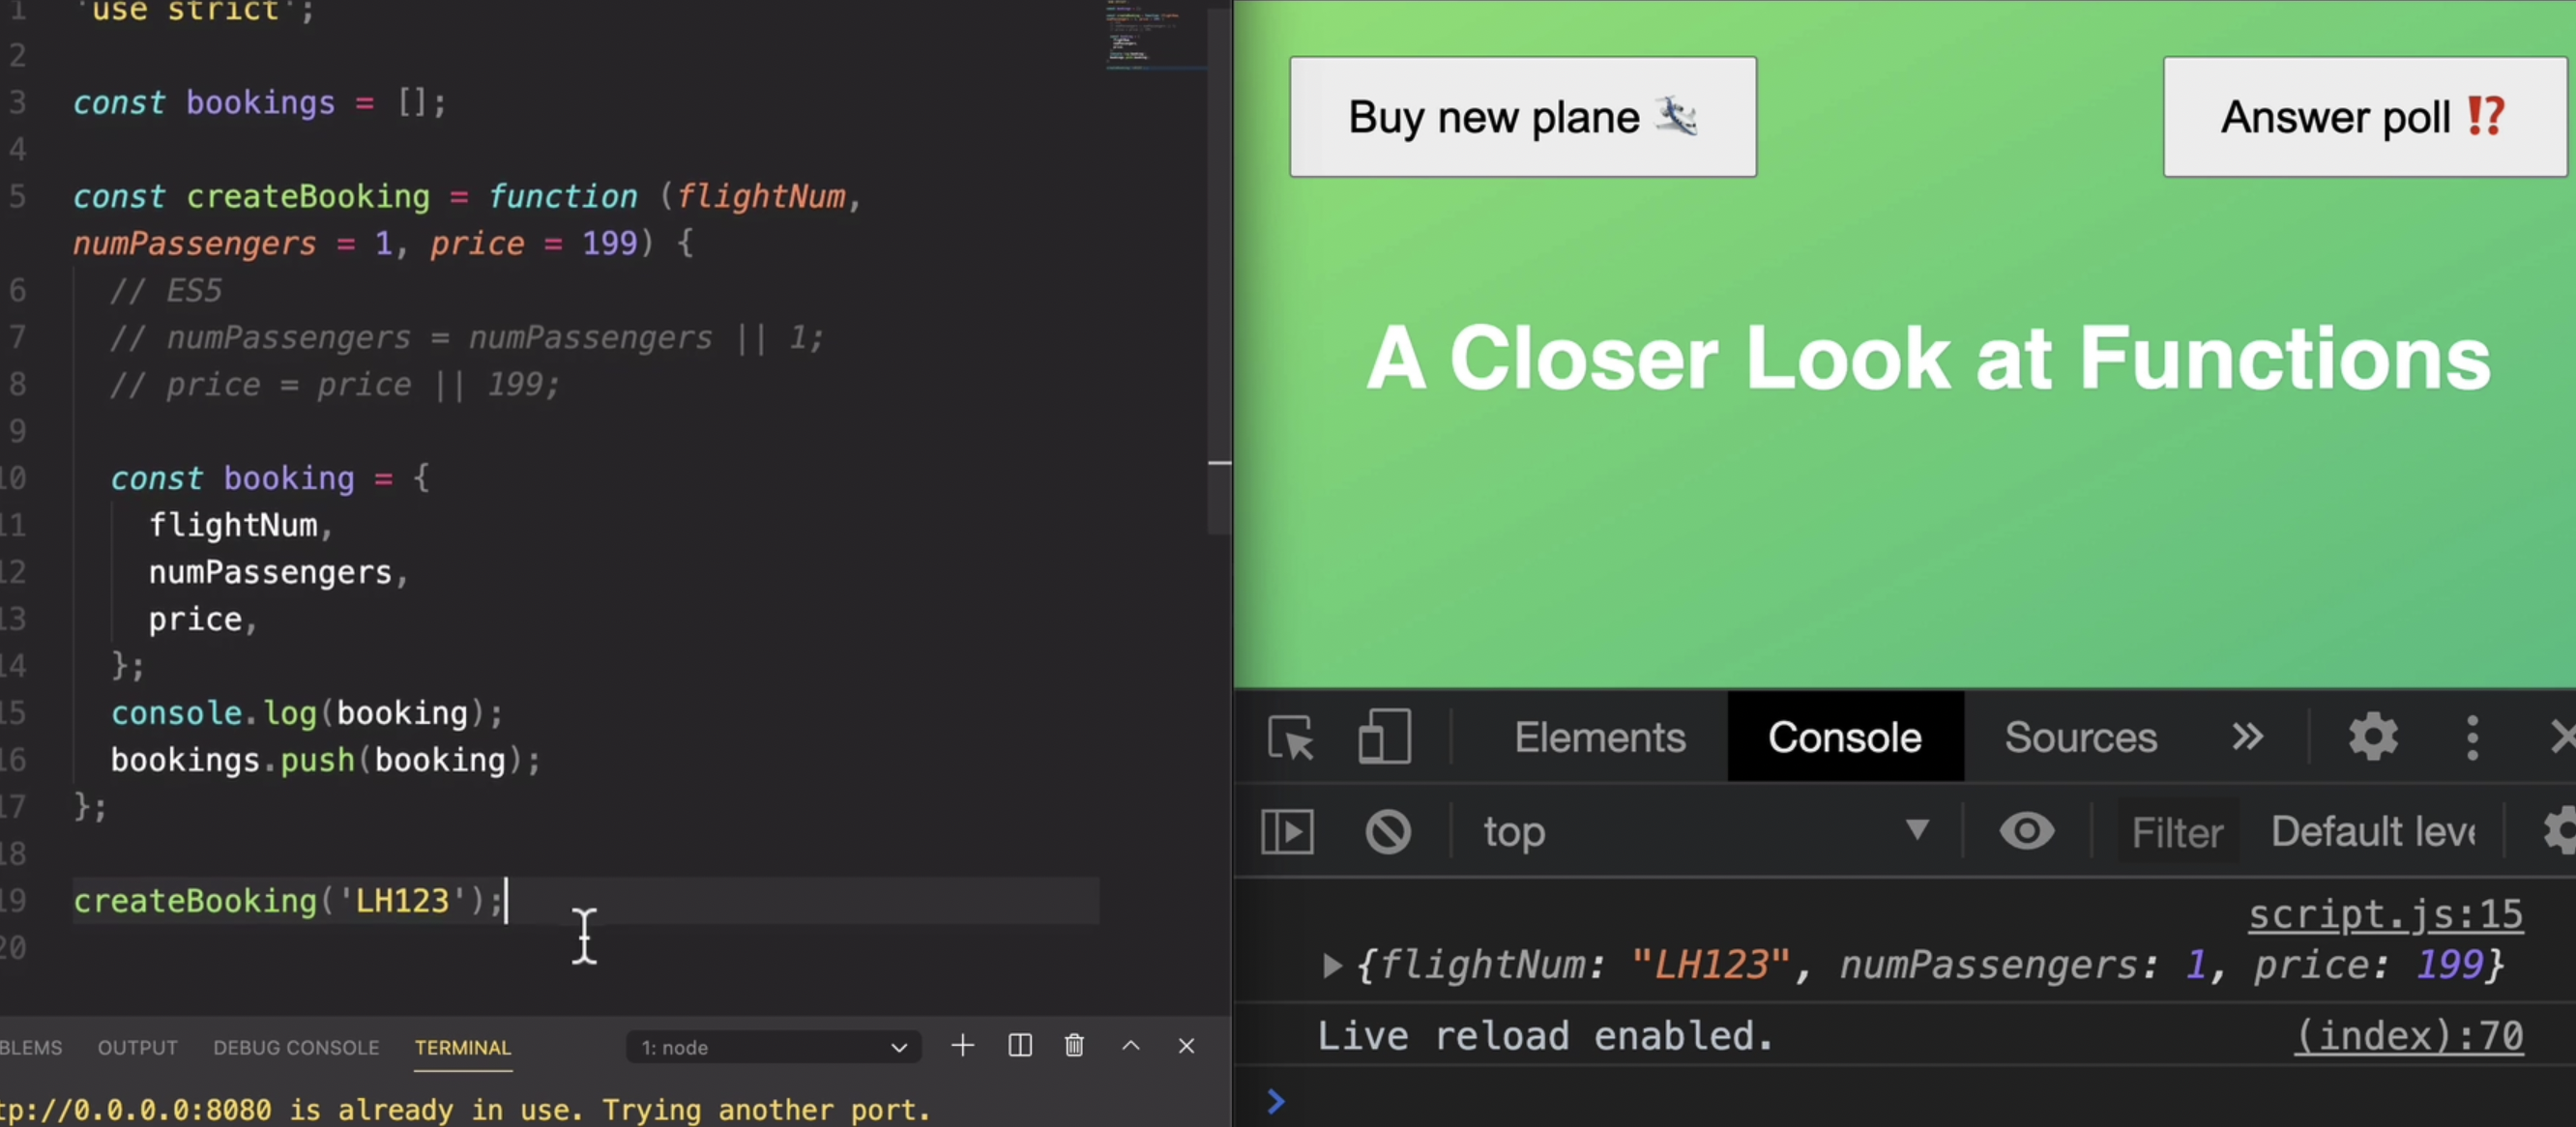 1 'use strict';
2
3 const bookings = [];
4
5 const createBooking = function (flightNum,
numPassengers = 1, price = 199) {
6 // ES5
7 // numPassengers = numPassengers || 1;
8 // price = price || 199;
9
10 const booking = {
11 flightNum,
12 numPassengers,
13 price,
14 };
15 console.log(booking);
16 bookings.push(booking);
17 };
18
19 createBooking('LH123');
20
BLEMS OUTPUT DEBUG CONSOLE TERMINAL 1: node
tp://0.0.0.0:8080 is already in use. Trying another port.
Buy new plane 🛩 Answer poll ⁉️
A Closer Look at Functions
Elements Console Sources »
top ▼ Filter Default leve
script.js:15
▶ {flightNum: "LH123", numPassengers: 1, price: 199}
Live reload enabled. (index):70
>